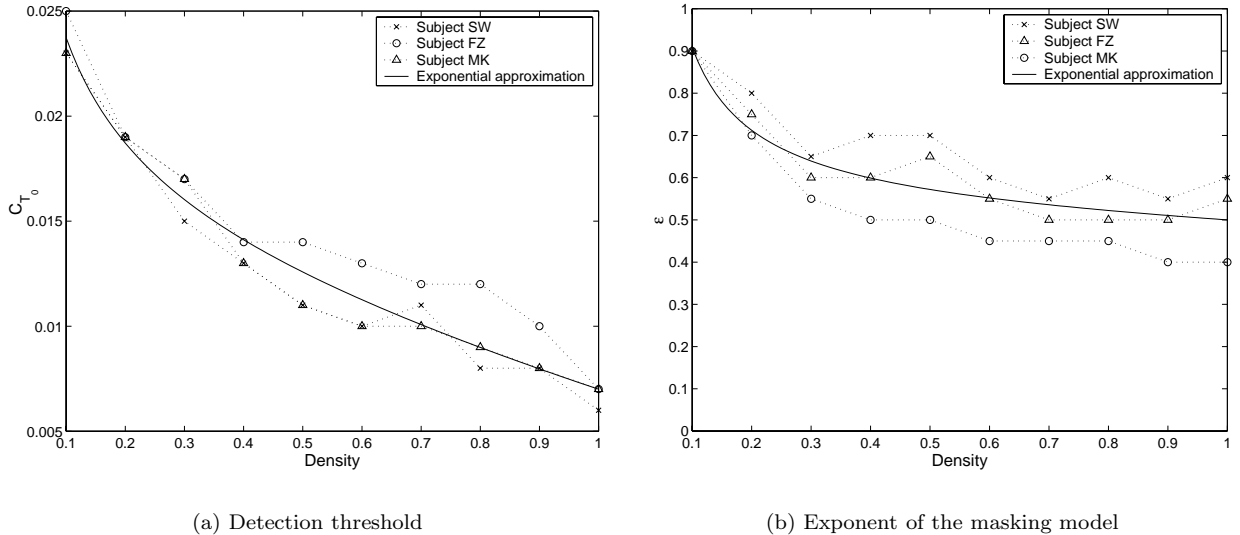 0.025
0.02
0.015
0.01
0.005
C_T_0
0.1 0.2 0.3 0.4 0.5 0.6 0.7 0.8 0.9 1
Density
Subject SW
Subject FZ
Subject MK
Exponential approximation
(a) Detection threshold
1
0.9
0.8
0.7
0.6
0.5
0.4
0.3
0.2
0.1
0
ε
0.1 0.2 0.3 0.4 0.5 0.6 0.7 0.8 0.9 1
Density
Subject SW
Subject FZ
Subject MK
Exponential approximation
(b) Exponent of the masking model